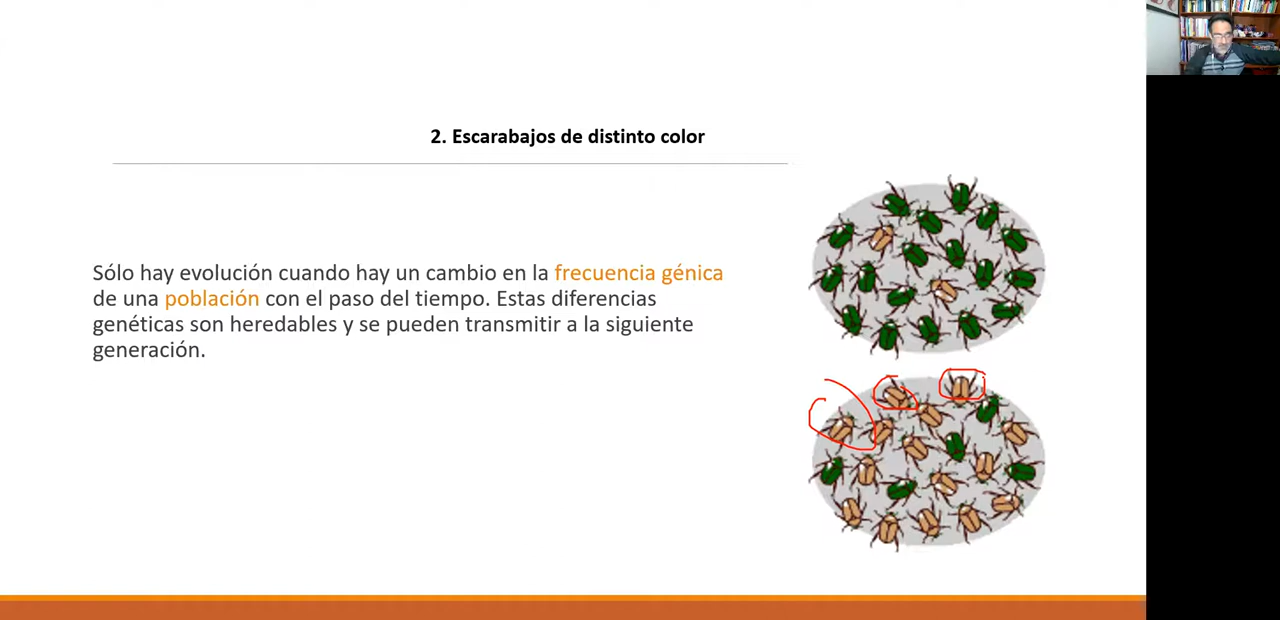 2. Escarabajos de distinto color
Sólo hay evolución cuando hay un cambio en la frecuencia génica
de una población con el paso del tiempo. Estas diferencias
genéticas son heredables y se pueden transmitir a la siguiente
generación.